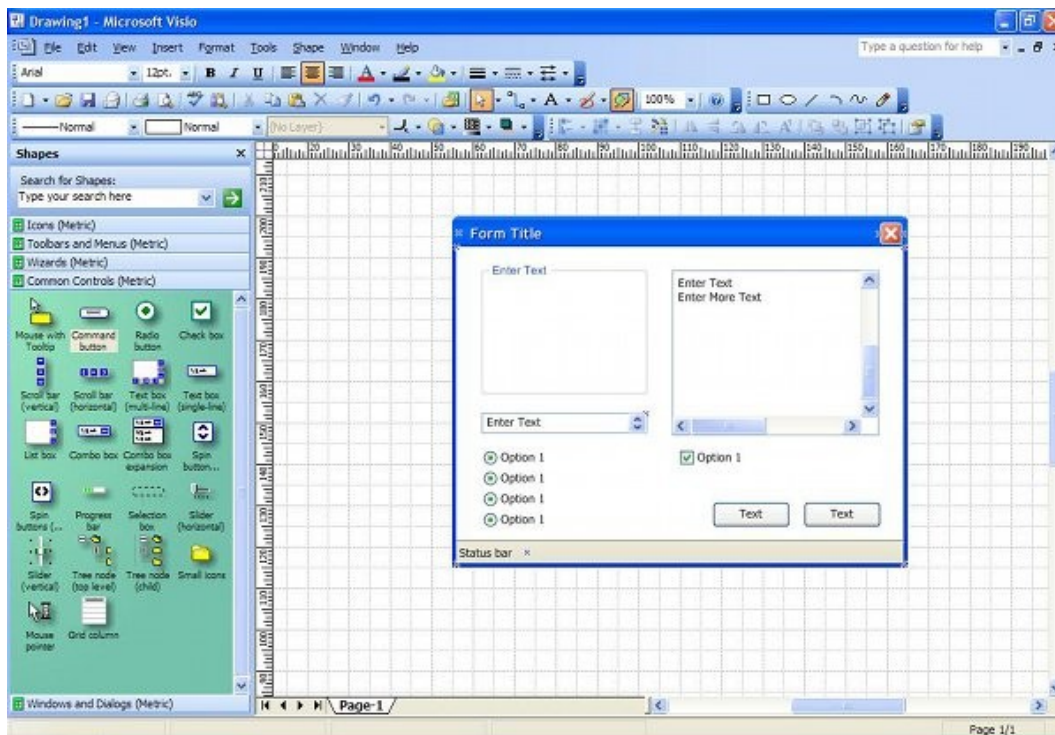 Drawing1 - Microsoft Visio
File Edit View Insert Format Tools Shape Window Help
Type a question for help
Arial 12pt. B I U A
A 100%
Normal Normal (No Layer)
Shapes
Search for Shapes:
Type your search here
Icons (Metric)
Toolbars and Menus (Metric)
Wizards (Metric)
Common Controls (Metric)
Mouse with Tooltip
Command button
Radio button
Check box
Scroll bar (vertical)
Scroll bar (horizontal)
Text box (multi-line)
Text box (single-line)
List box
Combo box
Combo box expansion
Spin button...
Spin buttons (...
Progress bar
Selection box
Slider (horizontal)
Slider (vertical)
Tree node (top level)
Tree node (child)
Small icons
Mouse pointer
Grid column
Windows and Dialogs (Metric)
Form Title
Enter Text
Enter Text
Enter More Text
Enter Text
Option 1
Option 1
Option 1
Option 1
Option 1
Text
Text
Status bar
Page-1
Page 1/1